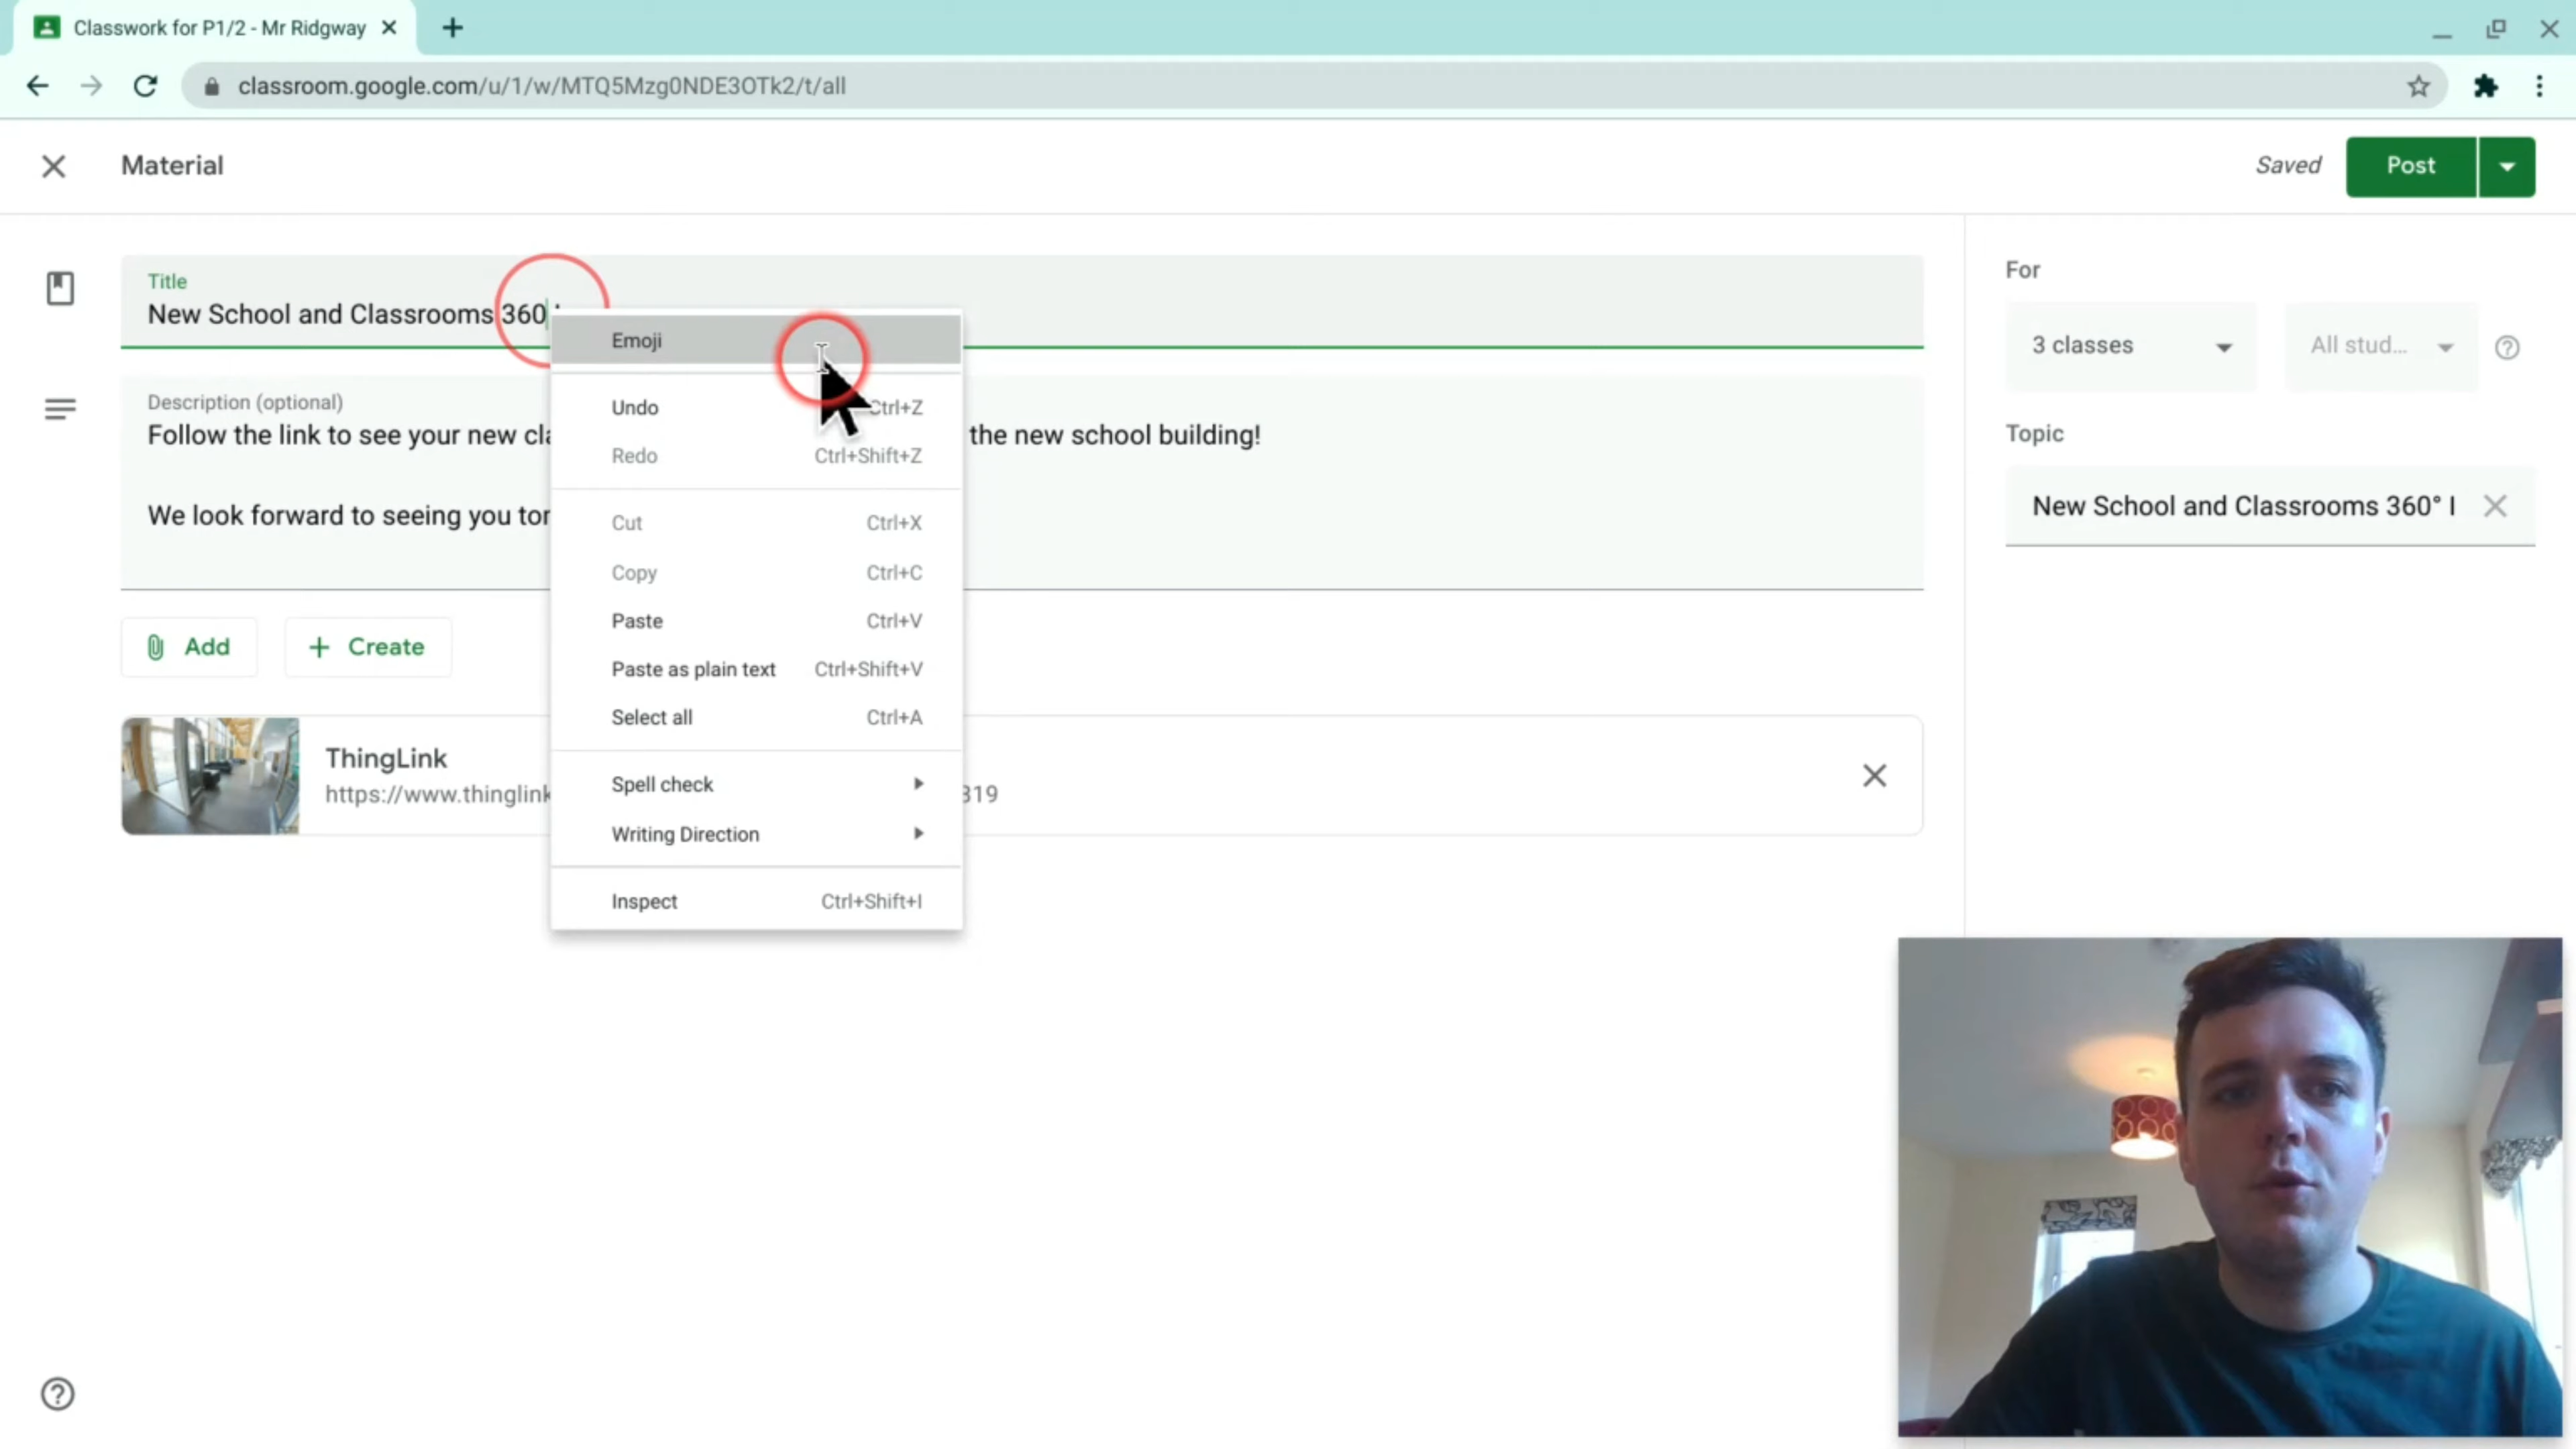 Classwork for P1/2 - Mr Ridgway
classroom.google.com/u/1/w/MTQ5Mzg0NDE3OTk2/t/all
Material
Saved
Post
Title
New School and Classrooms 360
Emoji
Undo
Ctrl+Z
Redo Ctrl+Shift+Z
Cut Ctrl+X
Copy Ctrl+C
Paste Ctrl+V
Paste as plain text Ctrl+Shift+V
Select all Ctrl+A
Spell check
Writing Direction
Inspect Ctrl+Shift+I
Description (optional)
Follow the link to see your new the new school building!
We look forward to seeing you
Add
Create
ThingLink
https://www.thinglink 319
For
3 classes
All stud...
Topic
New School and Classrooms 360°